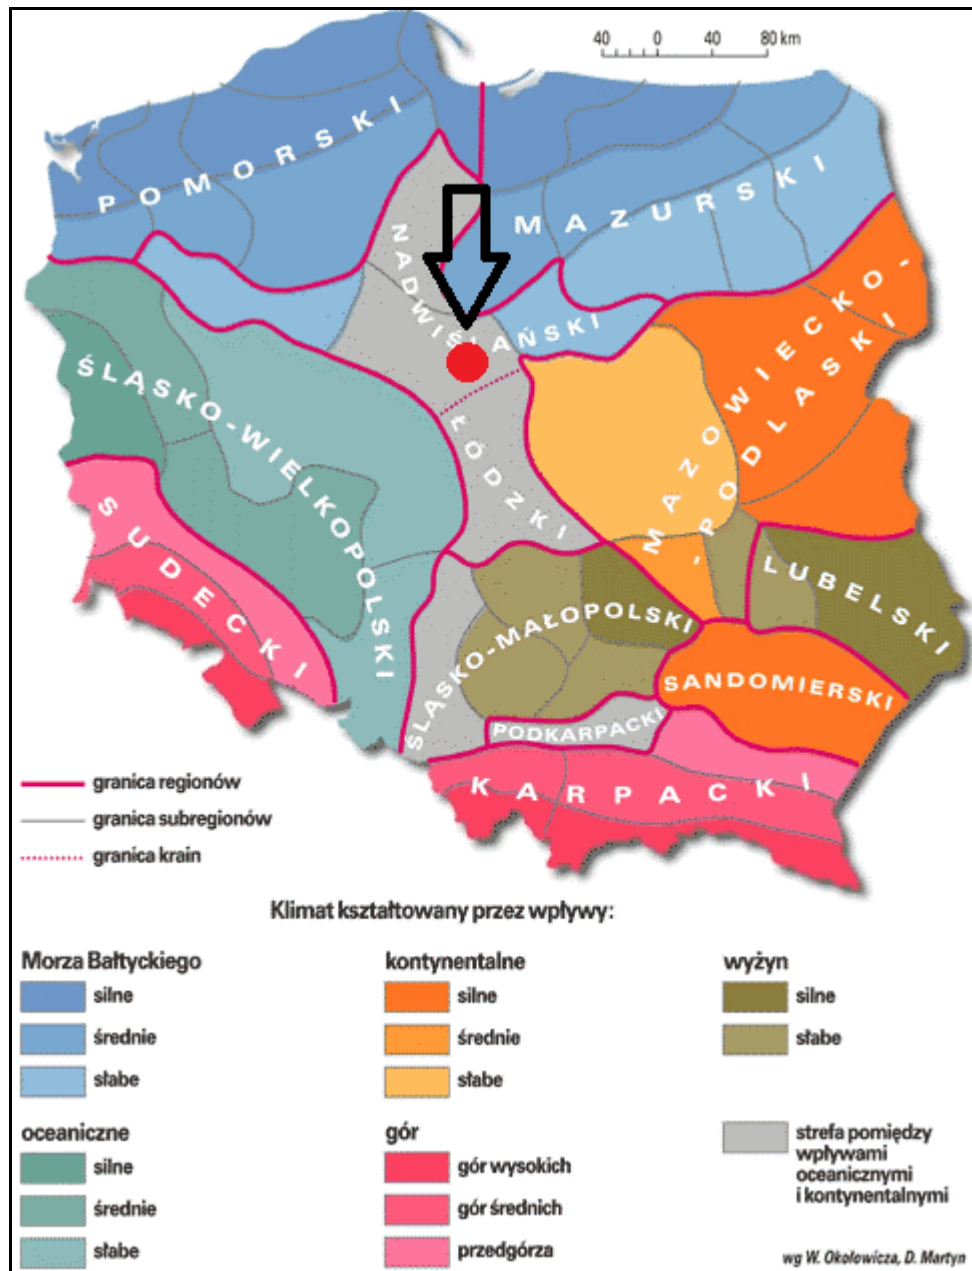 40 0 40 80 km
POMORSKI
MAZURSKI
NADWIŚLAŃSKI
MAZOWIECKO-
-PODLASKI
ŚLĄSKO-WIELKOPOLSKI
ŁÓDZKI
SUDECKI
LUBELSKI
ŚLĄSKO-MAŁOPOLSKI
SANDOMIERSKI
PODKARPACKI
KARPACKI
granica regionów
granica subregionów
granica krain
Klimat kształtowany przez wpływy:
Morza Bałtyckiego
silne
średnie
słabe
kontynentalne
silne
średnie
słabe
wyżyn
silne
słabe
oceaniczne
silne
średnie
słabe
gór
gór wysokich
gór średnich
przedgórza
strefa pomiędzy
wpływami
oceanicznymi
i kontynentalnymi
wg W. Okołowicza, D. Martyn